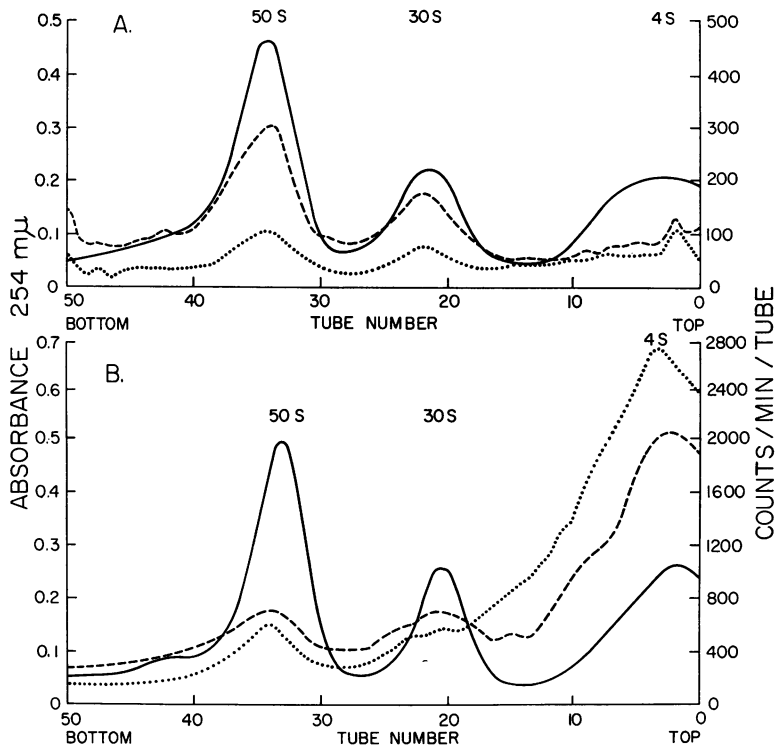 A.
50 S 30 S 4 S
0.5 500
0.4 400
0.3 300
0.2 200
0.1 100
0 0
50 40 30 20 10 0
BOTTOM TUBE NUMBER TOP
ABSORBANCE 254 mμ
COUNTS/MIN/TUBE
B.
4 S
50 S 30 S
0.7 2800
0.6 2400
0.5 2000
0.4 1600
0.3 1200
0.2 800
0.1 400
0 0
50 40 30 20 10 0
BOTTOM TUBE NUMBER TOP